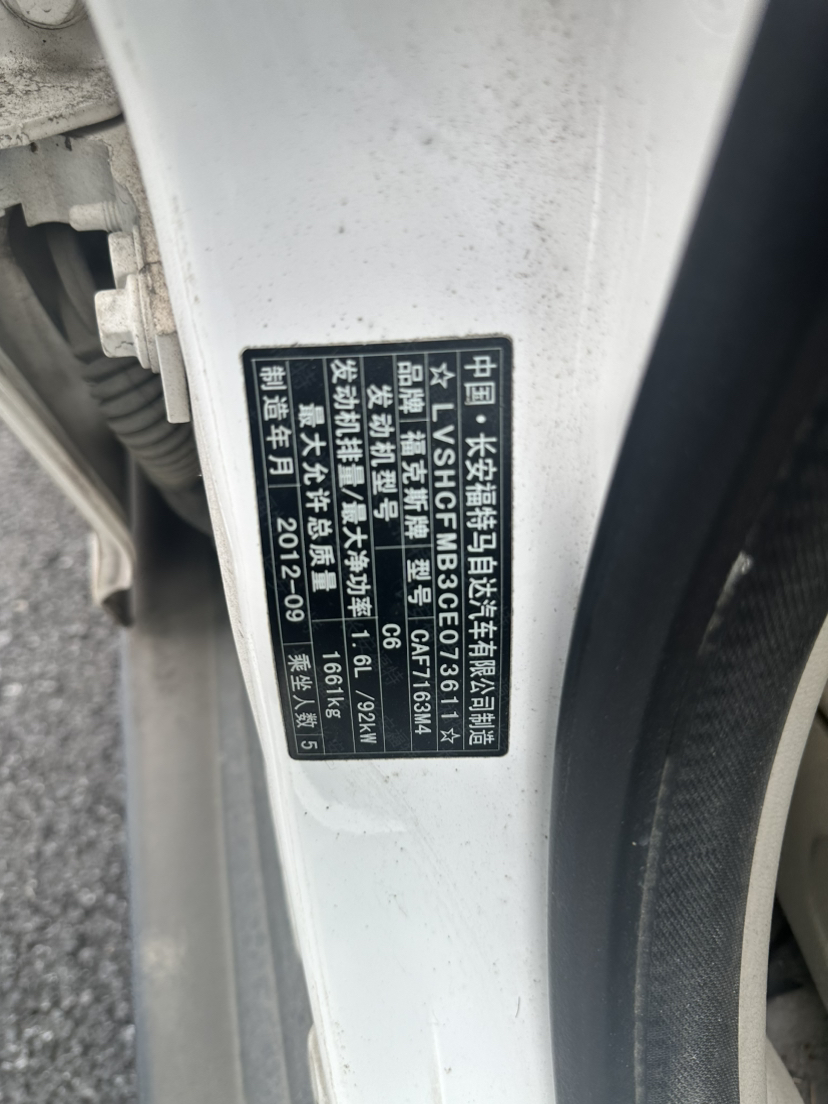 中国·长安福特马自达汽车有限公司制造
☆LVSHCFMB3CE073611☆
品牌 福克斯牌 型号 CAF7163M4
发动机型号 C6
发动机排量/最大净功率 1.6L /92kW
最大允许总质量 1661kg
制造年月 2012-09 乘坐人数 5